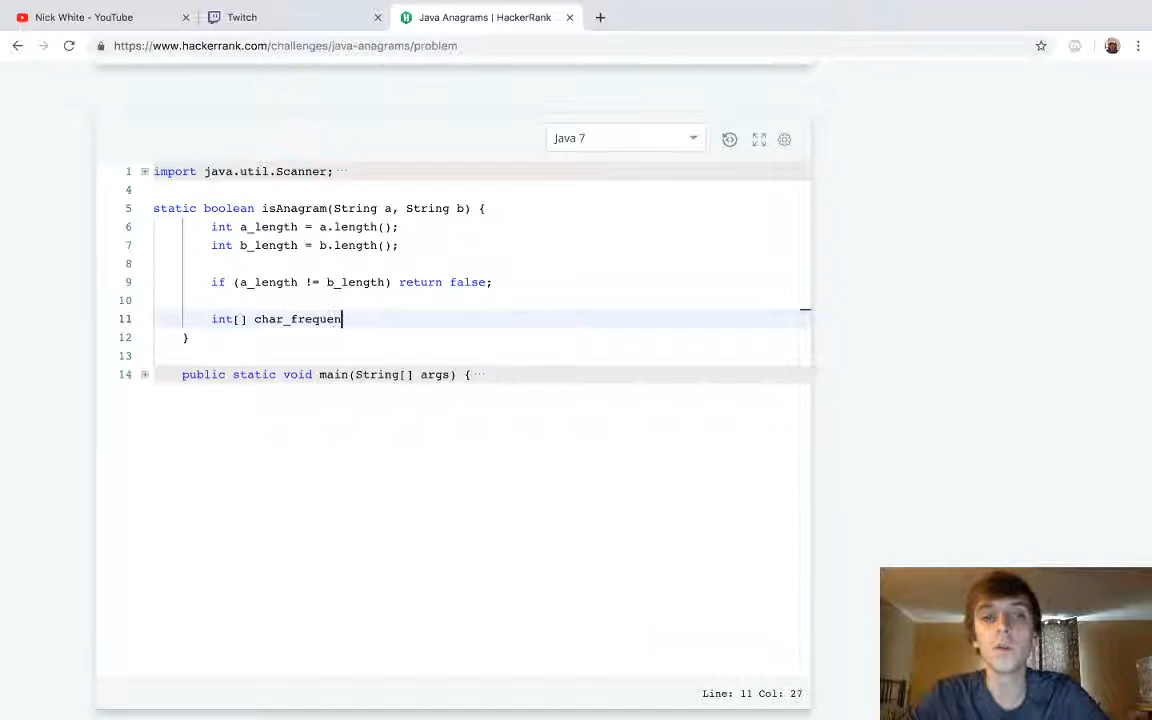 Nick White - YouTube
Twitch
Java Anagrams | HackerRank
https://www.hackerrank.com/challenges/java-anagrams/problem
Java 7
1 import java.util.Scanner; ···
4
5 static boolean isAnagram(String a, String b) {
6 int a_length = a.length();
7 int b_length = b.length();
8
9 if (a_length != b_length) return false;
10
11 int[] char_frequen
12 }
13
14 public static void main(String[] args) { ···
Line: 11 Col: 27